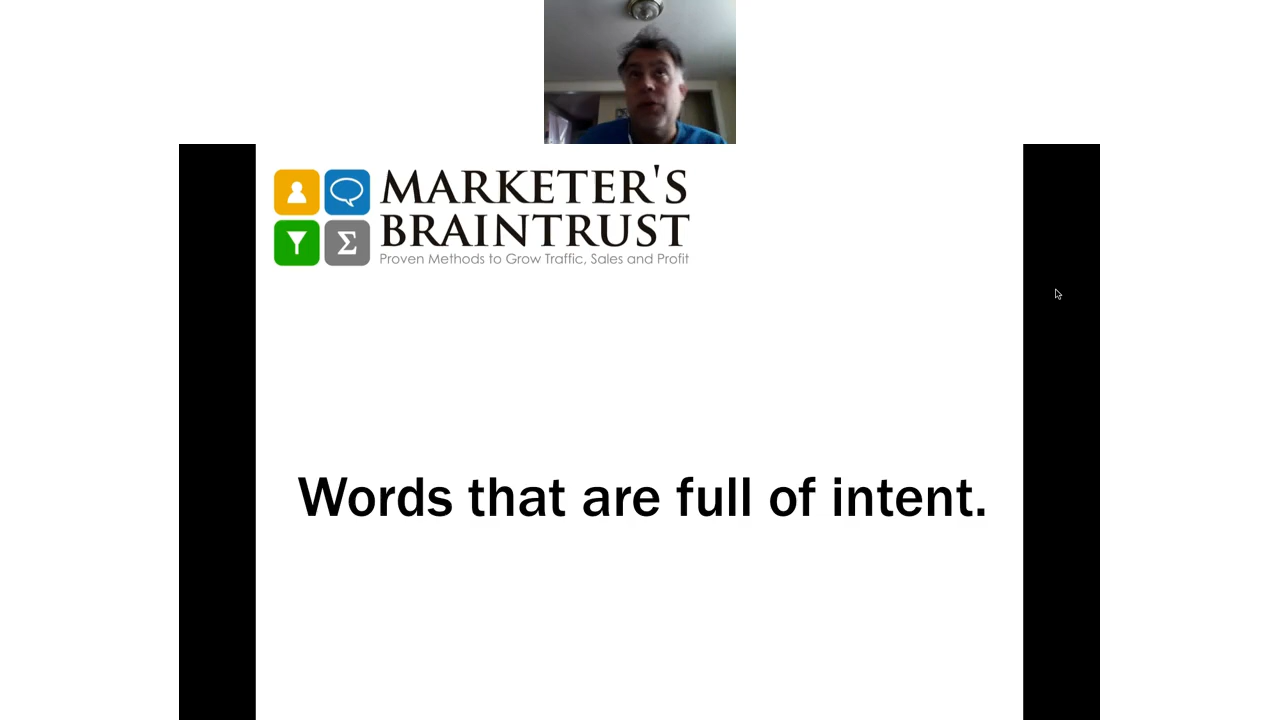 MARKETER'S
BRAINTRUST
Proven Methods to Grow Traffic, Sales and Profit
Words that are full of intent.